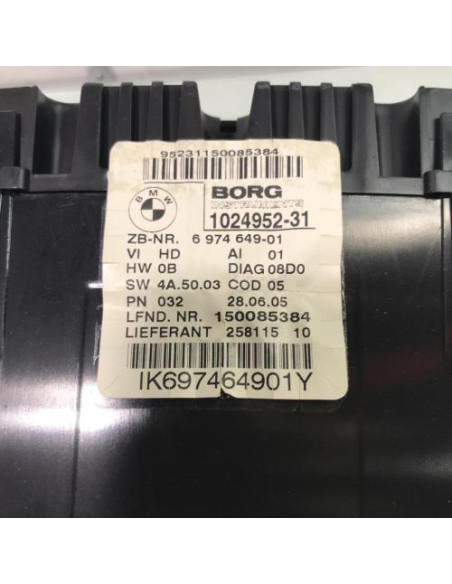 95231150085384
BMW
BORG
INSTRUMENTS
1024952-31
ZB-NR. 6 974 649-01
VI HD AI 01
HW 0B DIAG 08D0
SW 4A.50.03 COD 05
PN 032 28.06.05
LFND. NR. 150085384
LIEFERANT 258115 10
IK697464901Y